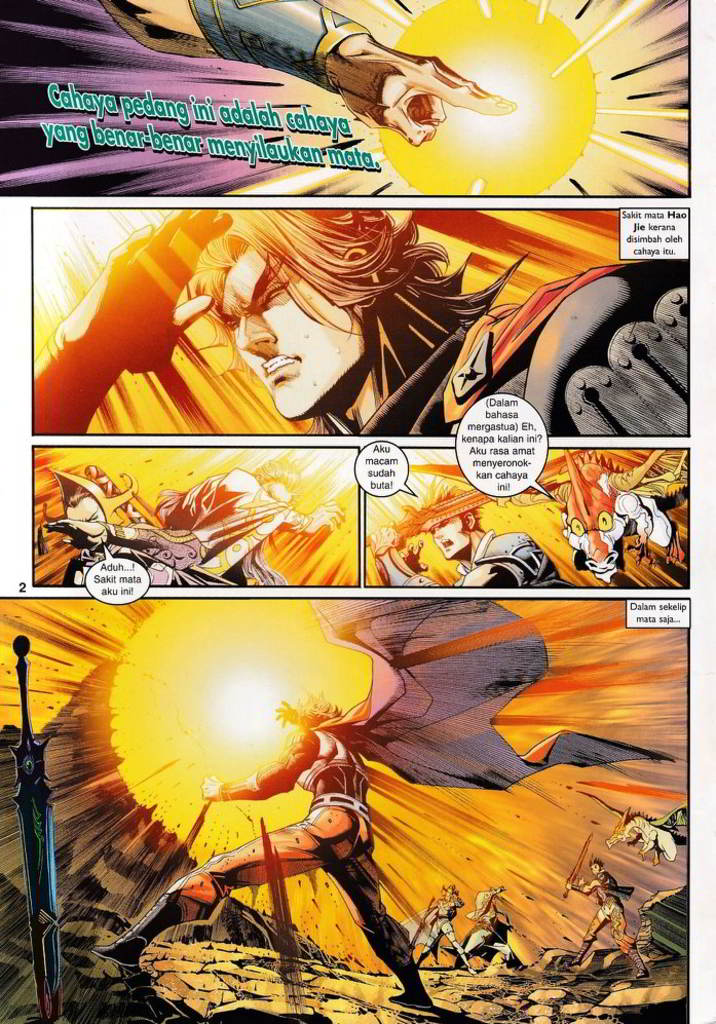 Cahaya pedang ini adalah cahaya
yang benar-benar menyilaukan mata.
Sakit mata Hao
Jie kerana
disimbah oleh
cahaya itu.
Aduh...!
Sakit mata
aku ini!
Aku
macam
sudah
buta!
(Dalam
bahasa
mergastua) Eh,
kenapa kalian ini?
Aku rasa amat
menyeronok-
kkan cahaya
ini!
2
Dalam sekelip
mata saja...